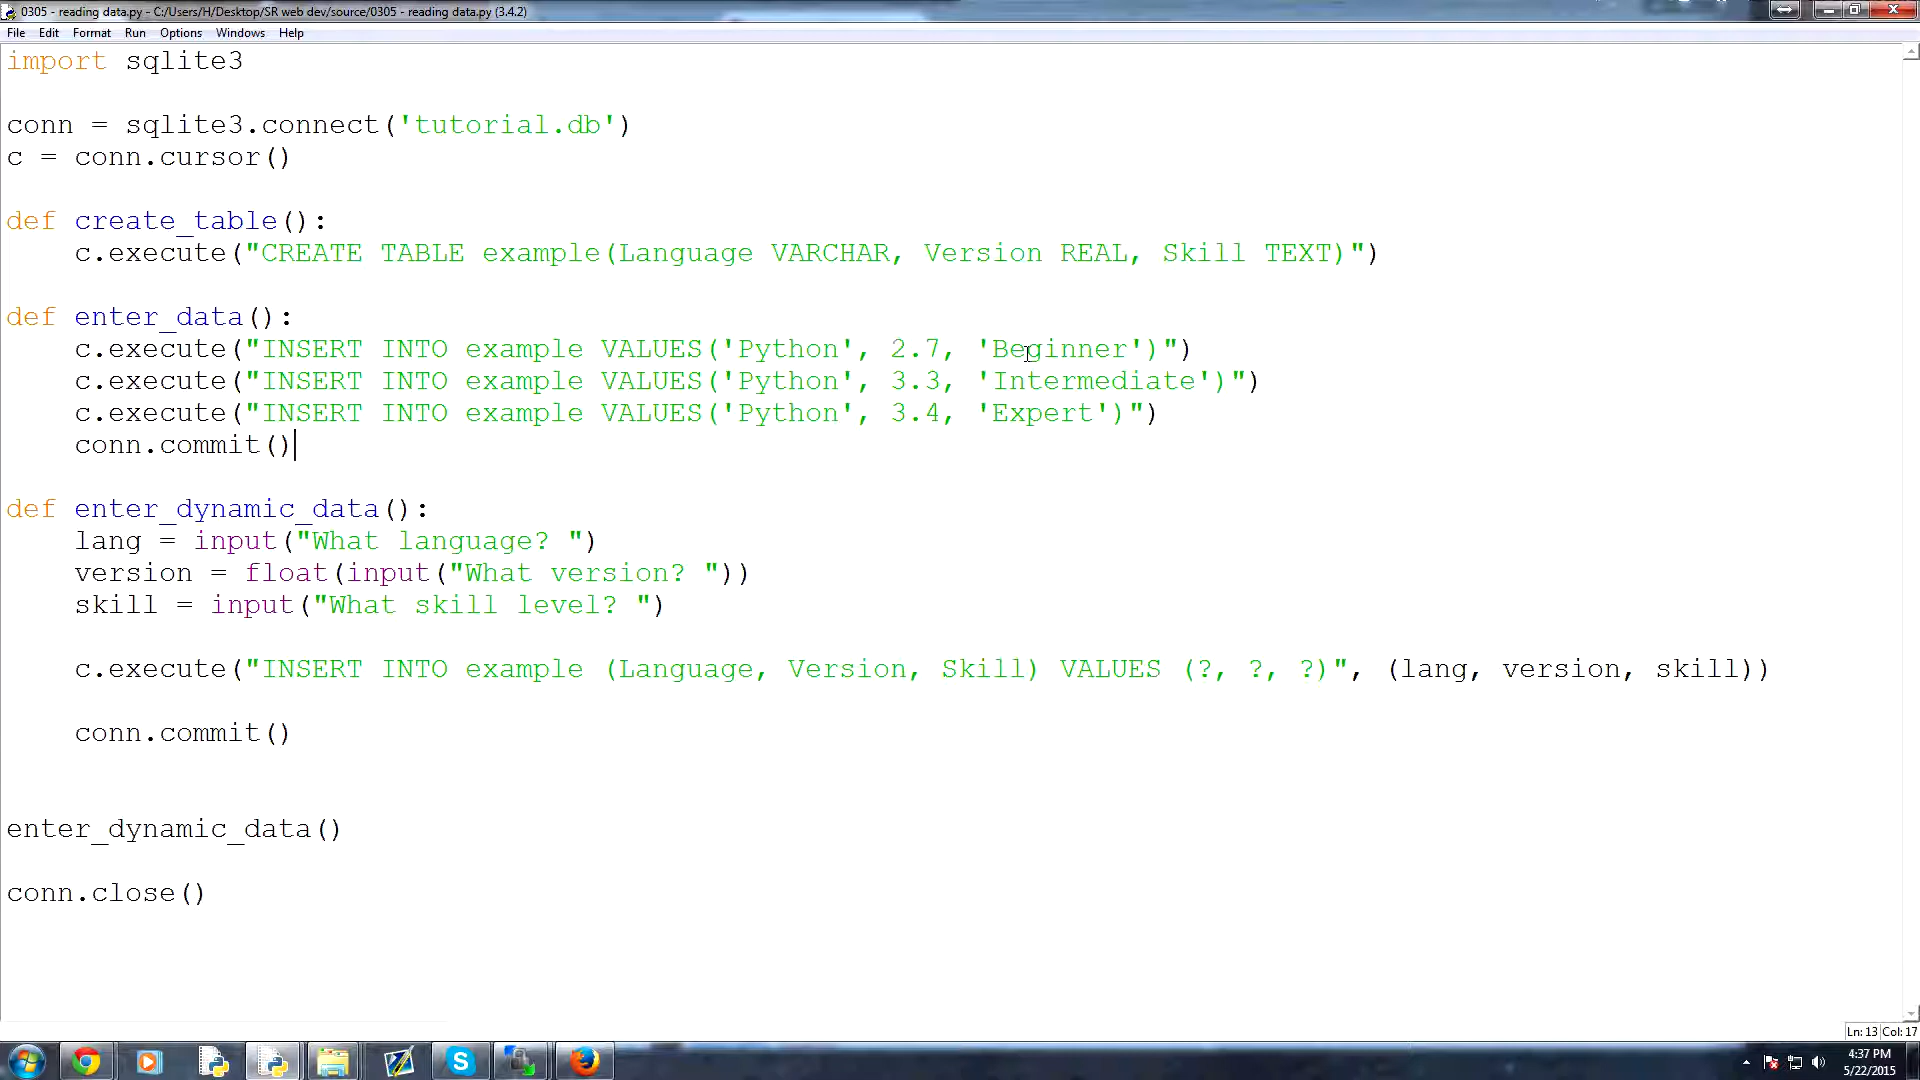 0305 - reading data.py - C:/Users/H/Desktop/SR web dev/source/0305 - reading data.py (3.4.2)
File Edit Format Run Options Windows Help
import sqlite3
conn = sqlite3.connect('tutorial.db')
c = conn.cursor()
def create_table():
    c.execute("CREATE TABLE example(Language VARCHAR, Version REAL, Skill TEXT)")
def enter_data():
    c.execute("INSERT INTO example VALUES('Python', 2.7, 'Beginner')")
    c.execute("INSERT INTO example VALUES('Python', 3.3, 'Intermediate')")
    c.execute("INSERT INTO example VALUES('Python', 3.4, 'Expert')")
    conn.commit()
def enter_dynamic_data():
    lang = input("What language? ")
    version = float(input("What version? "))
    skill = input("What skill level? ")
    c.execute("INSERT INTO example (Language, Version, Skill) VALUES (?, ?, ?)", (lang, version, skill))
    conn.commit()
enter_dynamic_data()
conn.close()
Ln: 13 Col: 17
4:37 PM
5/22/2015